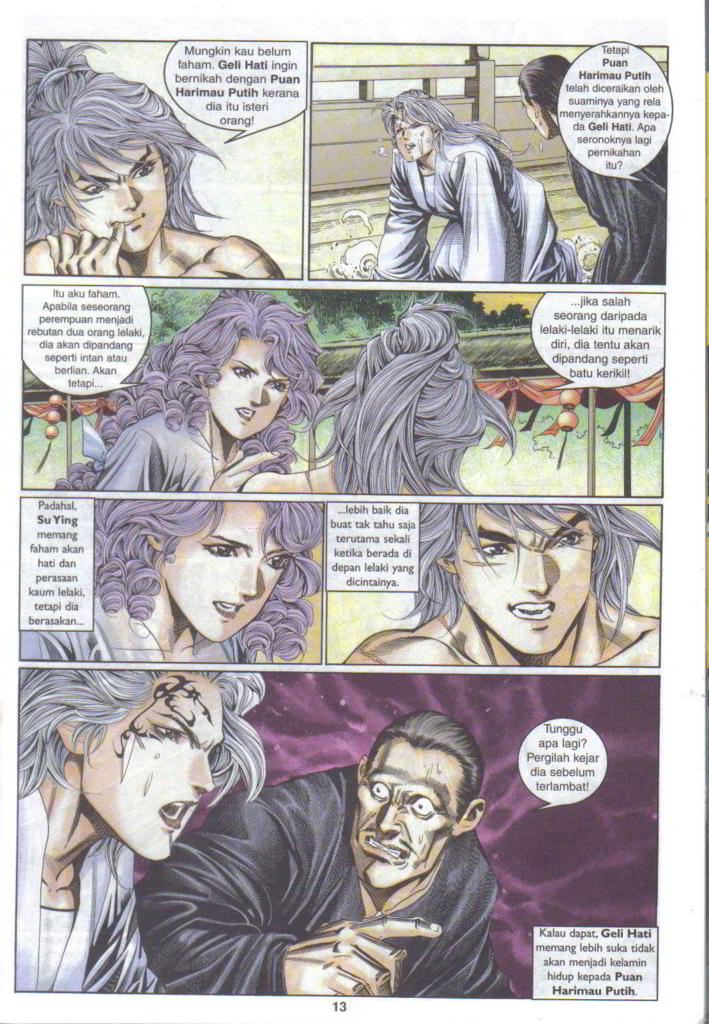 Mungkin kau belum
faham. Geli Hati ingin
bernikah dengan Puan
Harimau Putih kerana
dia itu isteri
orang!
Tetapi
Puan
Harimau Putih
telah diceraikan oleh
suaminya yang rela
menyerahkannya kepa-
da Geli Hati. Apa
seronoknya lagi
pernikahan
itu?
Itu aku faham.
Apabila seseorang
perempuan menjadi
rebutan dua orang lelaki,
dia akan dipandang
seperti intan atau
berlian. Akan
tetapi...
...jika salah
seorang daripada
lelaki-lelaki itu menarik
diri, dia tentu akan
dipandang seperti
batu kerikil!
Padahal,
Su Ying
memang
faham akan
hati dan
perasaan
kaum lelaki,
tetapi dia
berasakan...
...lebih baik dia
buat tak tahu saja
terutama sekali
ketika berada di
depan lelaki yang
dicintainya.
Tunggu
apa lagi?
Pergilah kejar
dia sebelum
terlambat!
Kalau dapat, Geli Hati
memang lebih suka tidak
akan menjadi kelamin
hidup kepada Puan
Harimau Putih.
13